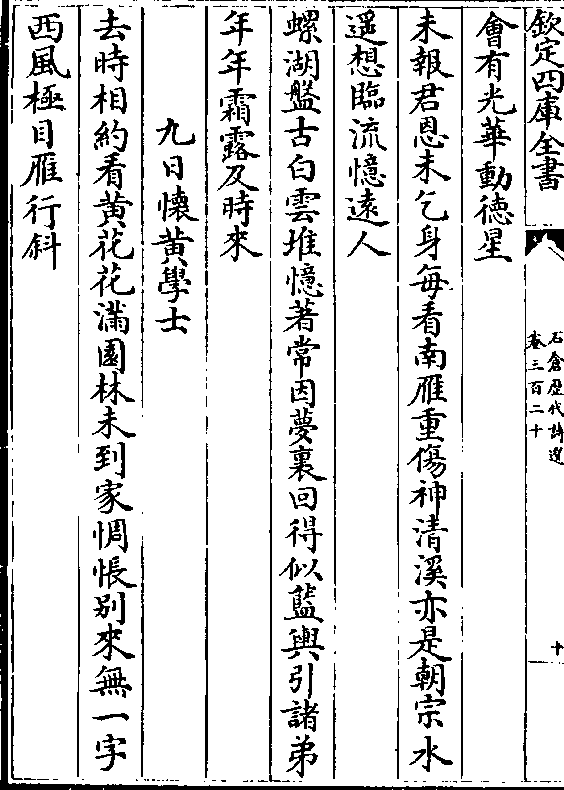 欽定四庫全書
石倉歷代詩選
卷三百二十
十
會有光華動徳星
未報君恩未乞身每看南雁重傷神清溪亦是朝宗水
遥想臨流憶逺人
螺湖盤古白雲堆憶著常因夢裏回得似藍輿引諸弟
年年霜露及時來
九日懷黄學士
去時相約看黄花花滿園林未到家惆悵別來無一字
西風極目雁行斜